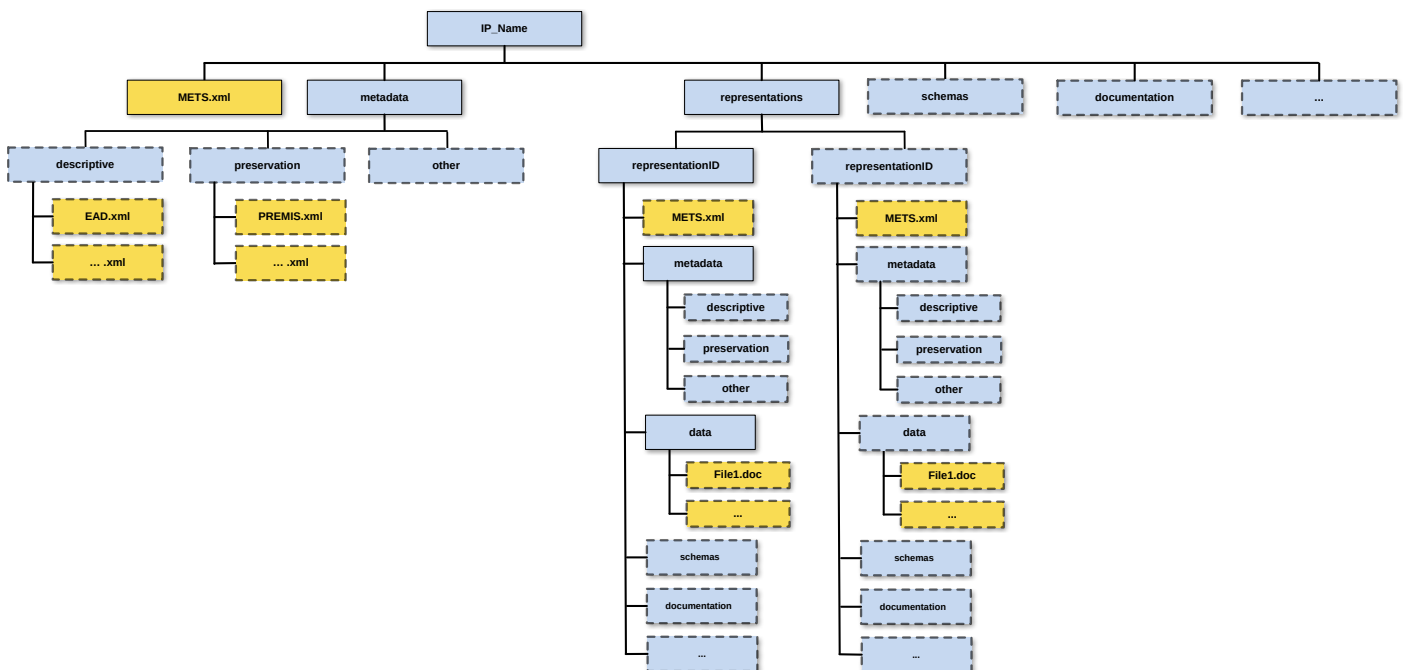 IP_Name
METS.xml
metadata
representations
schemas
documentation
...
descriptive
preservation
other
representationID
representationID
EAD.xml
PREMIS.xml
METS.xml
METS.xml
... .xml
... .xml
metadata
metadata
descriptive
descriptive
preservation
preservation
other
other
data
data
File1.doc
File1.doc
...
...
schemas
schemas
documentation
documentation
...
...